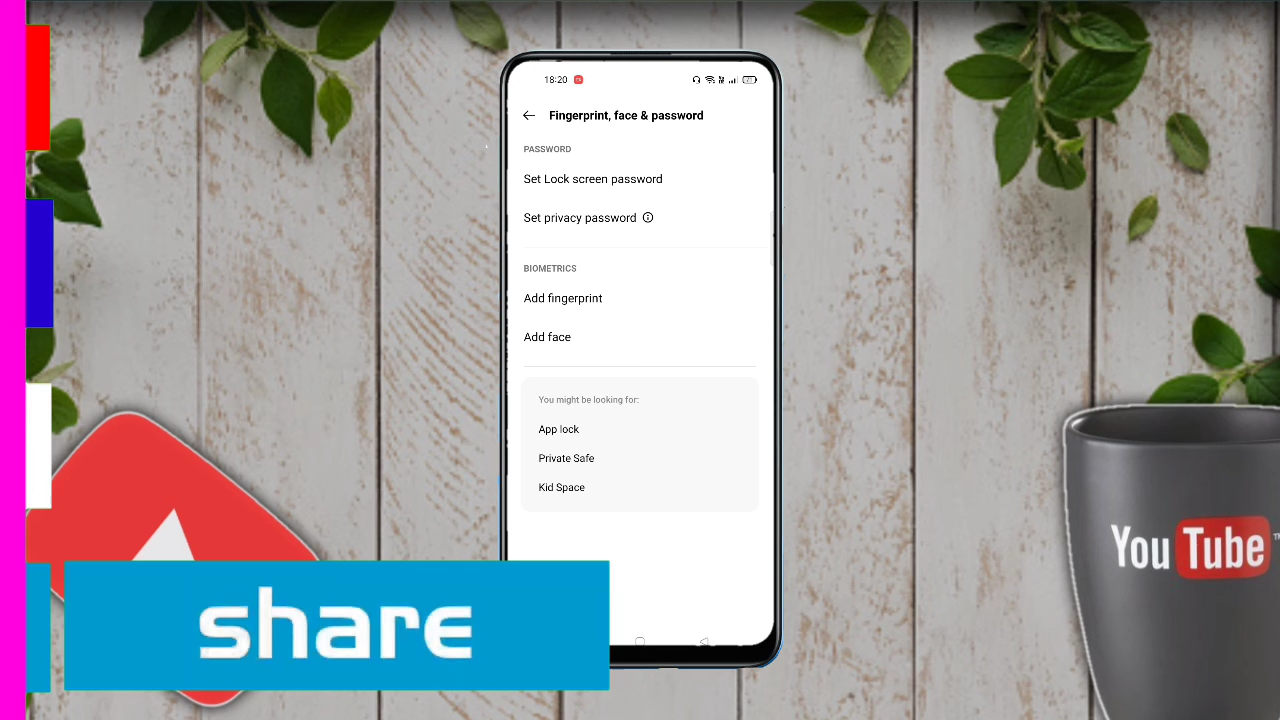 18:20
Fingerprint, face & password
PASSWORD
Set Lock screen password
Set privacy password
BIOMETRICS
Add fingerprint
Add face
You might be looking for:
App lock
Private Safe
Kid Space
share
YouTube